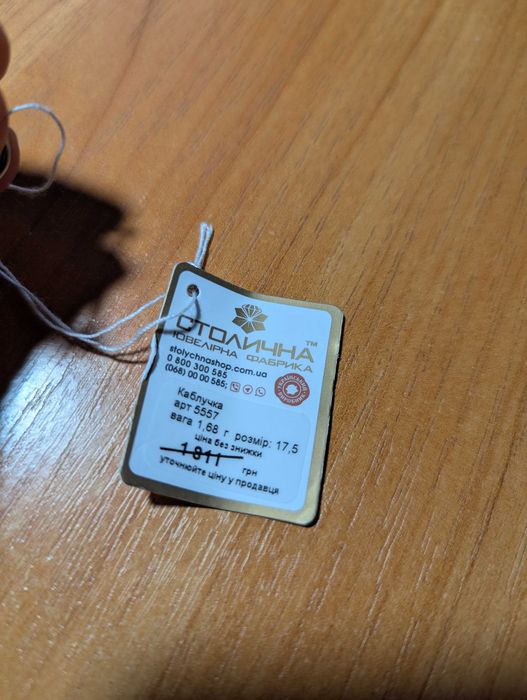 СТОЛИЧНА™
ЮВЕЛІРНА ФАБРИКА
stolychnashop.com.ua
0 800 300 585
(068) 00 00 585;
Каблучка
арт 5557
вага 1,68 г розмір: 17,5
ціна без знижки
1 811 грн
уточнюйте ціну у продавця